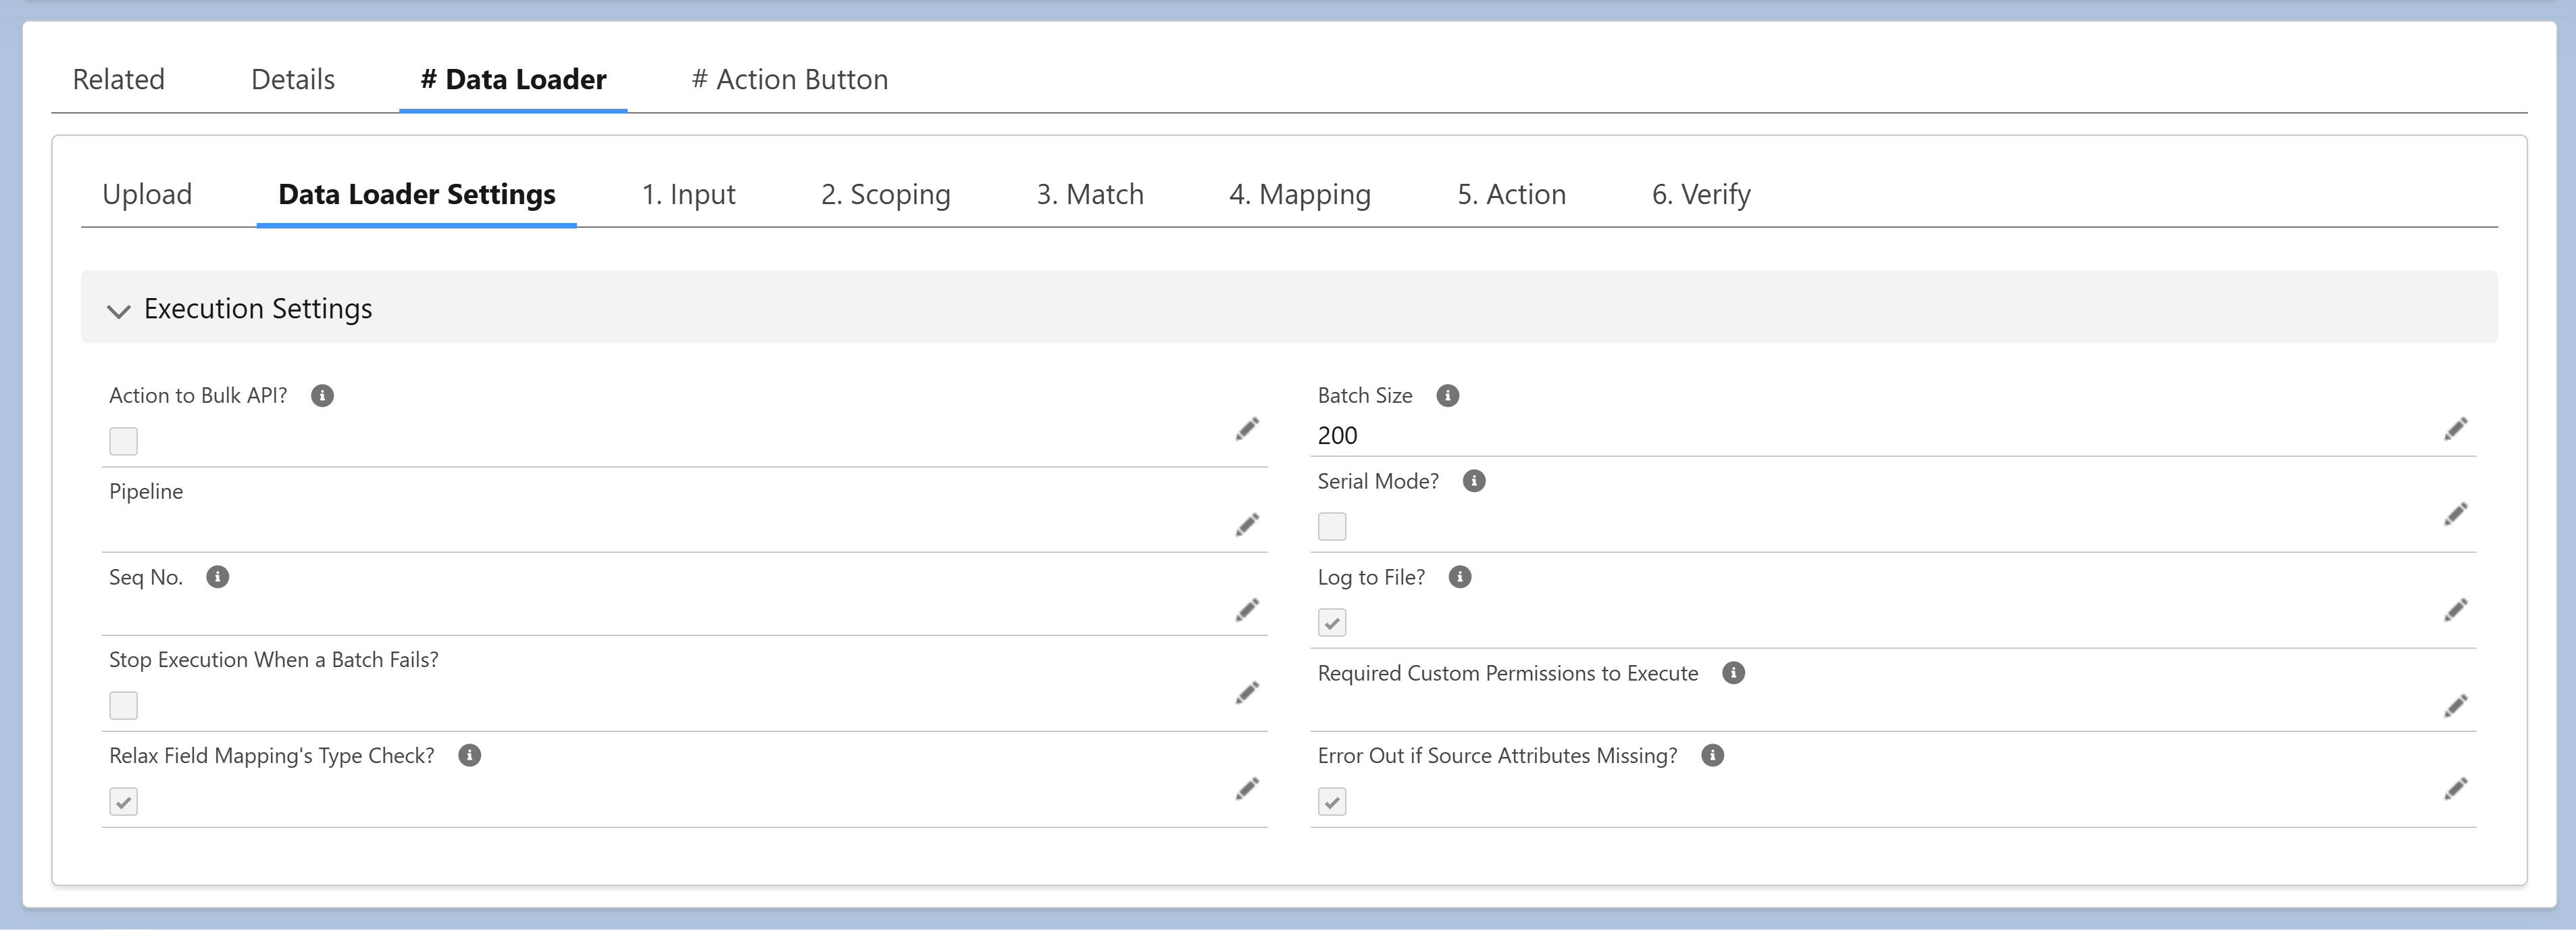 Related Details # Data Loader # Action Button
Upload Data Loader Settings 1. Input 2. Scoping 3. Match 4. Mapping 5. Action 6. Verify
Execution Settings
Action to Bulk API?
Batch Size
200
Pipeline
Serial Mode?
Seq No.
Log to File?
Stop Execution When a Batch Fails?
Required Custom Permissions to Execute
Relax Field Mapping's Type Check?
Error Out if Source Attributes Missing?